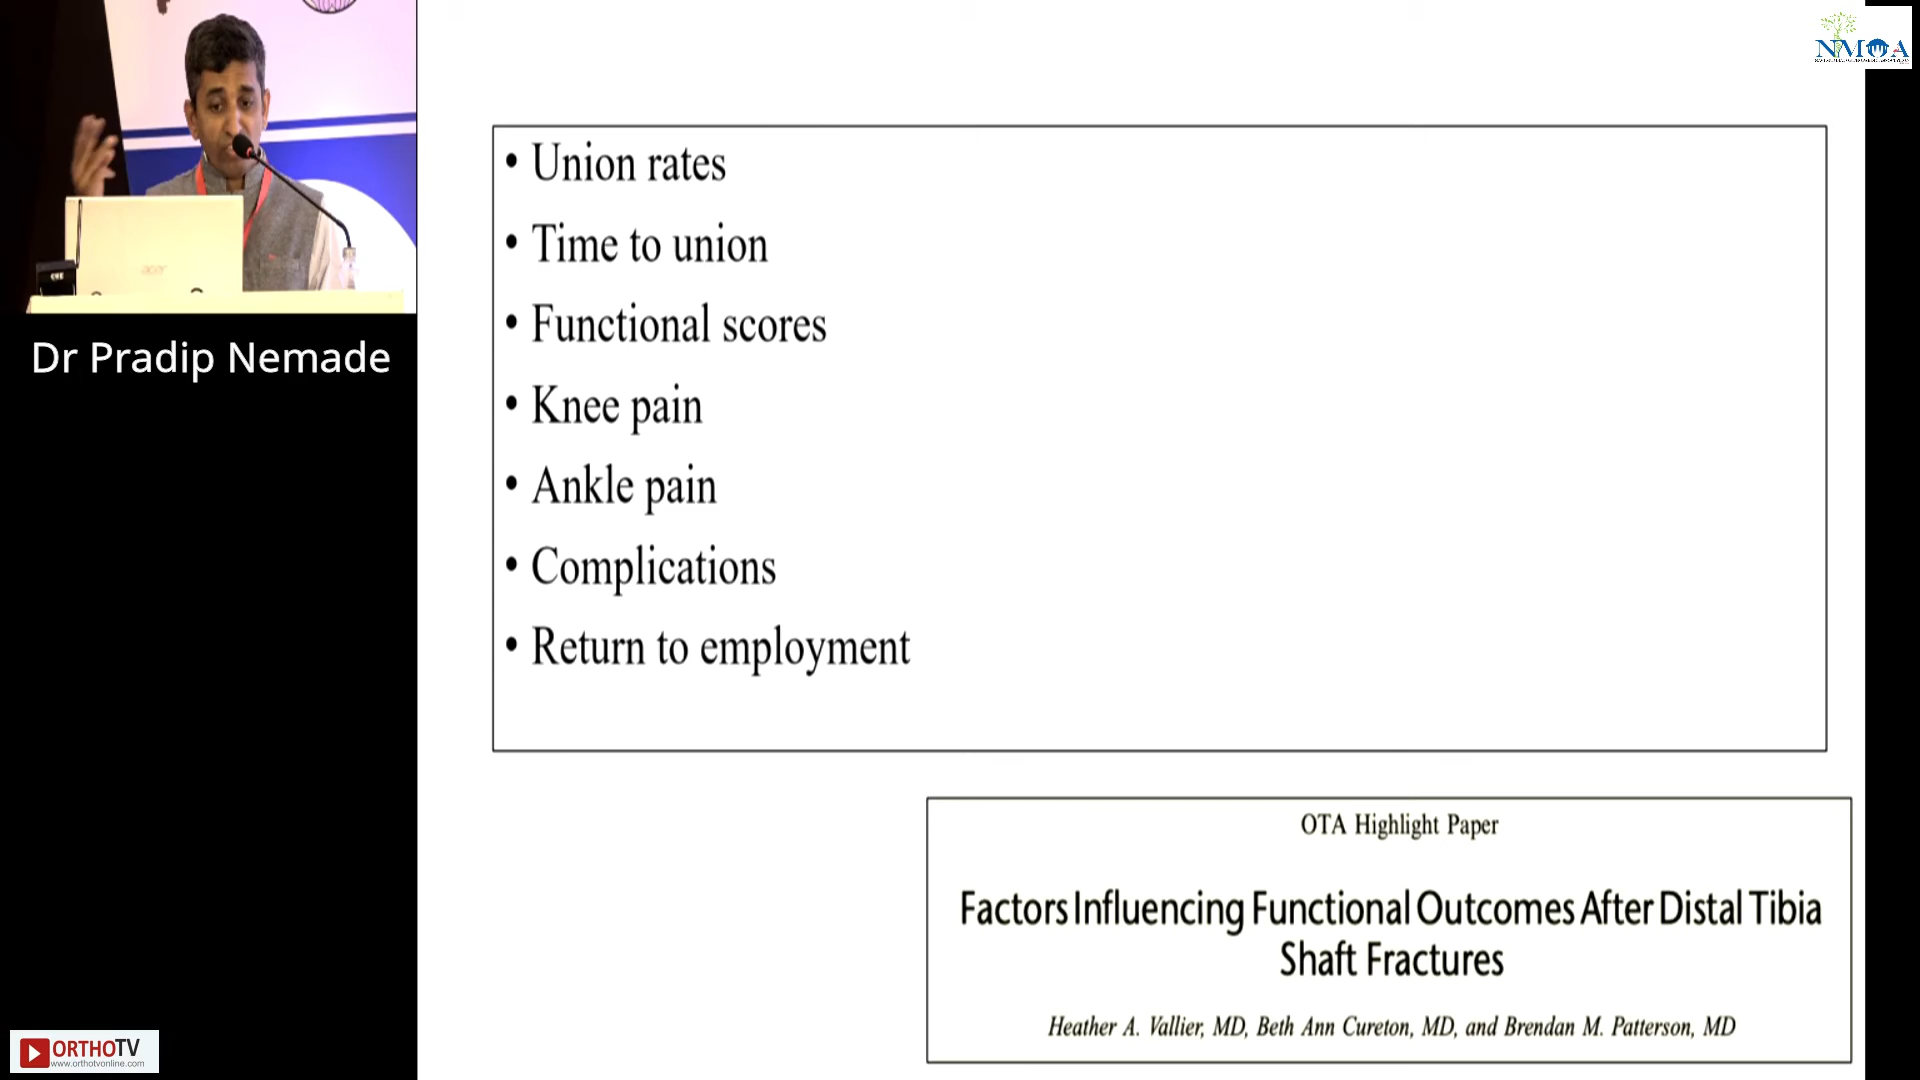 NMOA
• Union rates
• Time to union
• Functional scores
• Knee pain
• Ankle pain
• Complications
• Return to employment
acer
Dr Pradip Nemade
OTA Highlight Paper
Factors Influencing Functional Outcomes After Distal Tibia
Shaft Fractures
Heather A. Vallier, MD, Beth Ann Cureton, MD, and Brendan M. Patterson, MD
ORTHOTV
www.orthotvonline.com